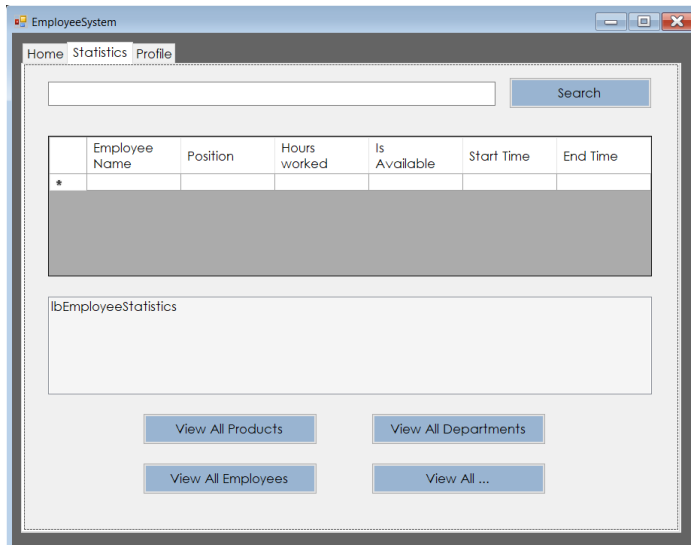 EmployeeSystem
Home Statistics Profile
Search
Employee Name Position Hours worked Is Available Start Time End Time
*
lbEmployeeStatistics
View All Products View All Departments
View All Employees View All ...